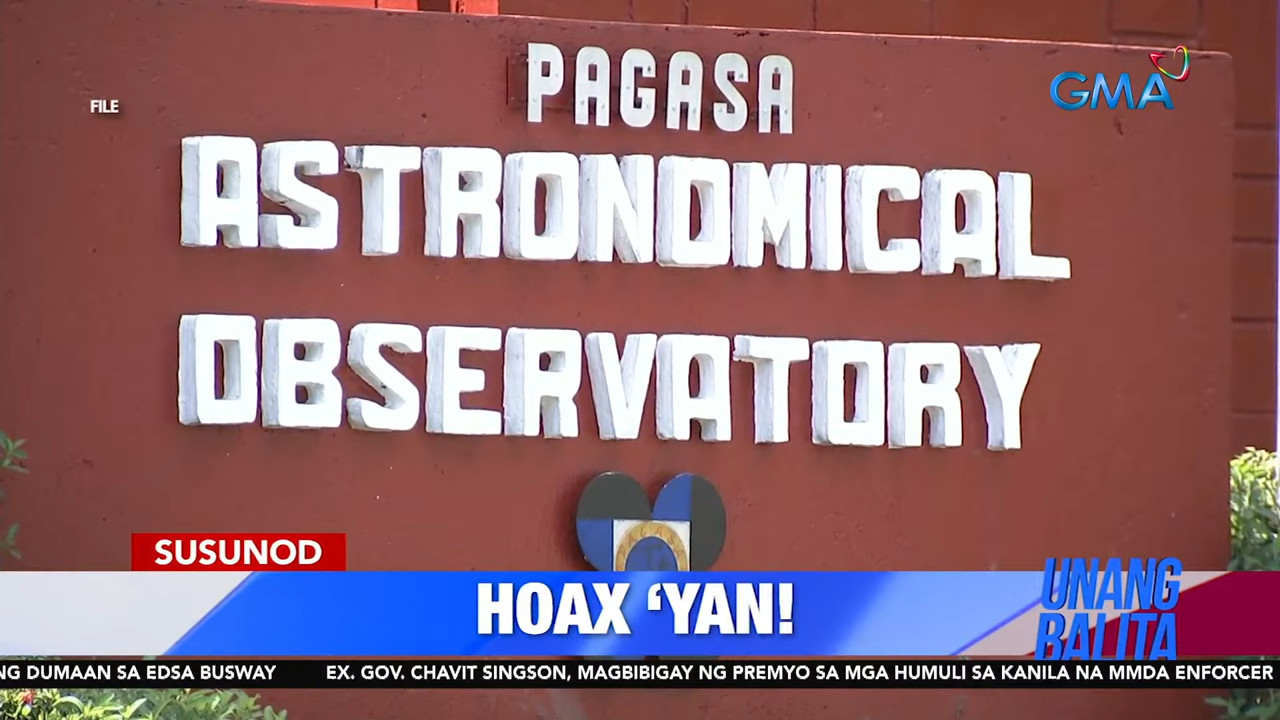 PAGASA
GMA
FILE
ASTRONOMICAL
OBSERVATORY
SUSUNOD
HOAX ‘YAN!
UNANG
BALITA
NG DUMAAN SA EDSA BUSWAY EX. GOV. CHAVIT SINGSON, MAGBIBIGAY NG PREMYO SA MGA HUMULI SA KANILA NA MMDA ENFORCER